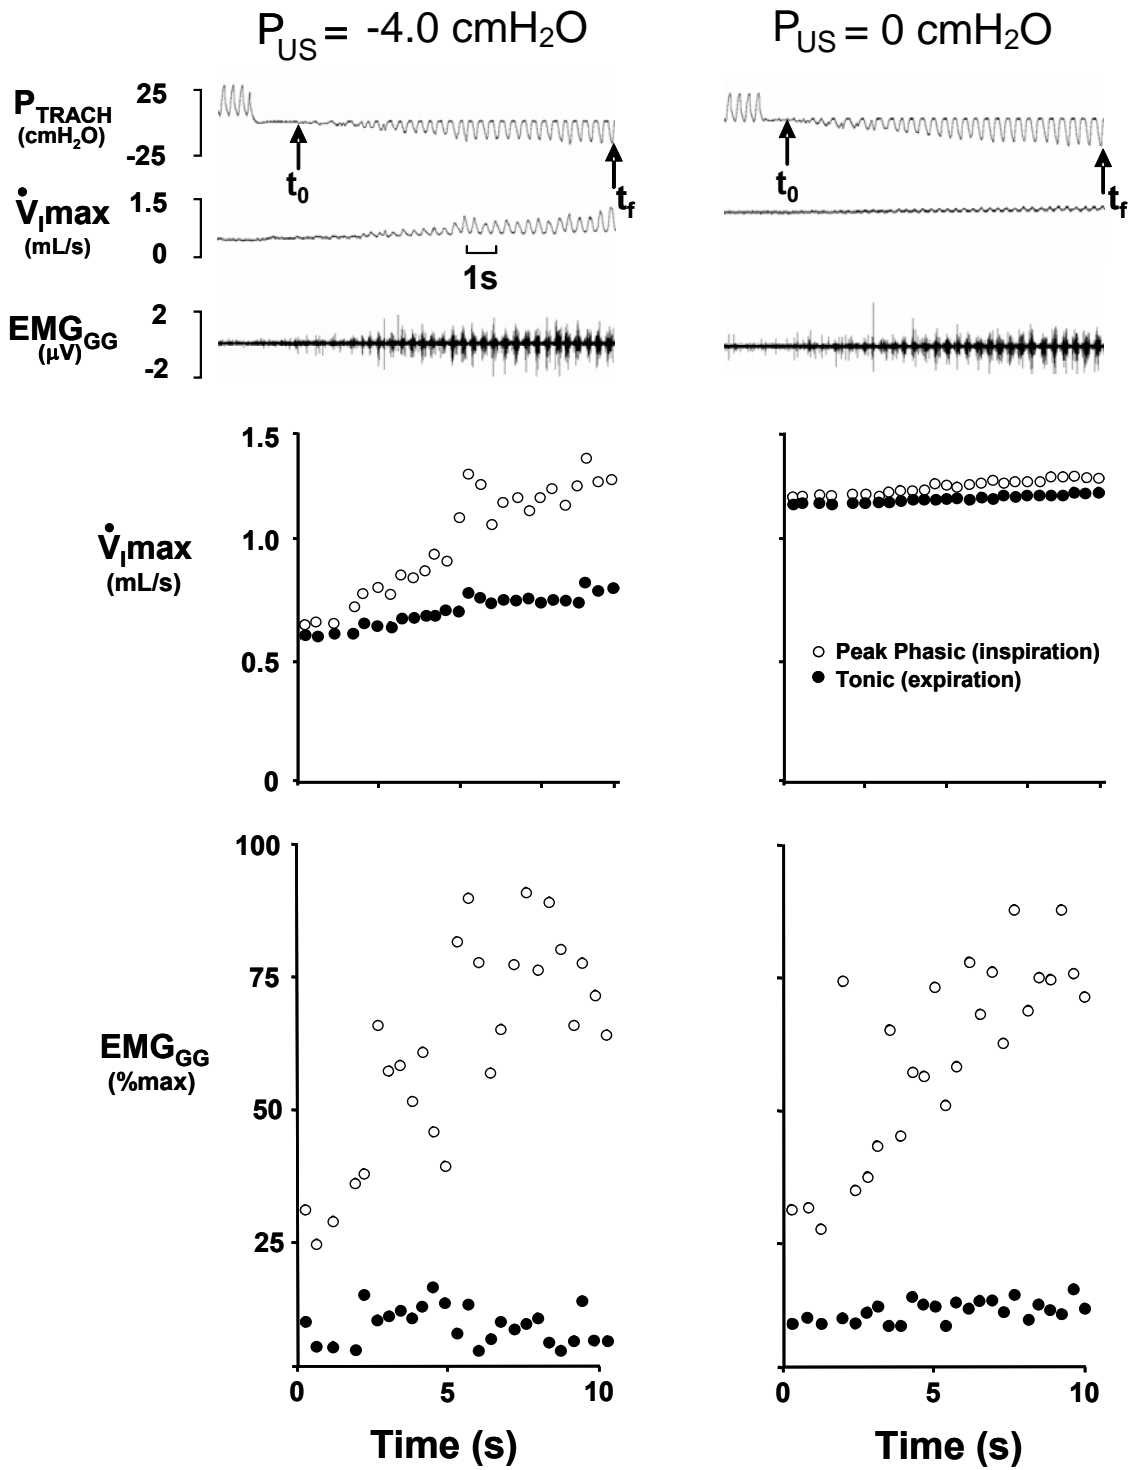 PUS = -4.0 cmH2O
PUS = 0 cmH2O
PTRACH
(cmH2O)
25
-25
t0
tf
t0
tf
V̇Imax
(mL/s)
1.5
0
1s
EMGGG
(µV)
2
-2
1.5
1.0
0.5
0
V̇Imax
(mL/s)
Peak Phasic (inspiration)
Tonic (expiration)
100
75
50
25
EMGGG
(%max)
0
5
10
0
5
10
Time (s)
Time (s)